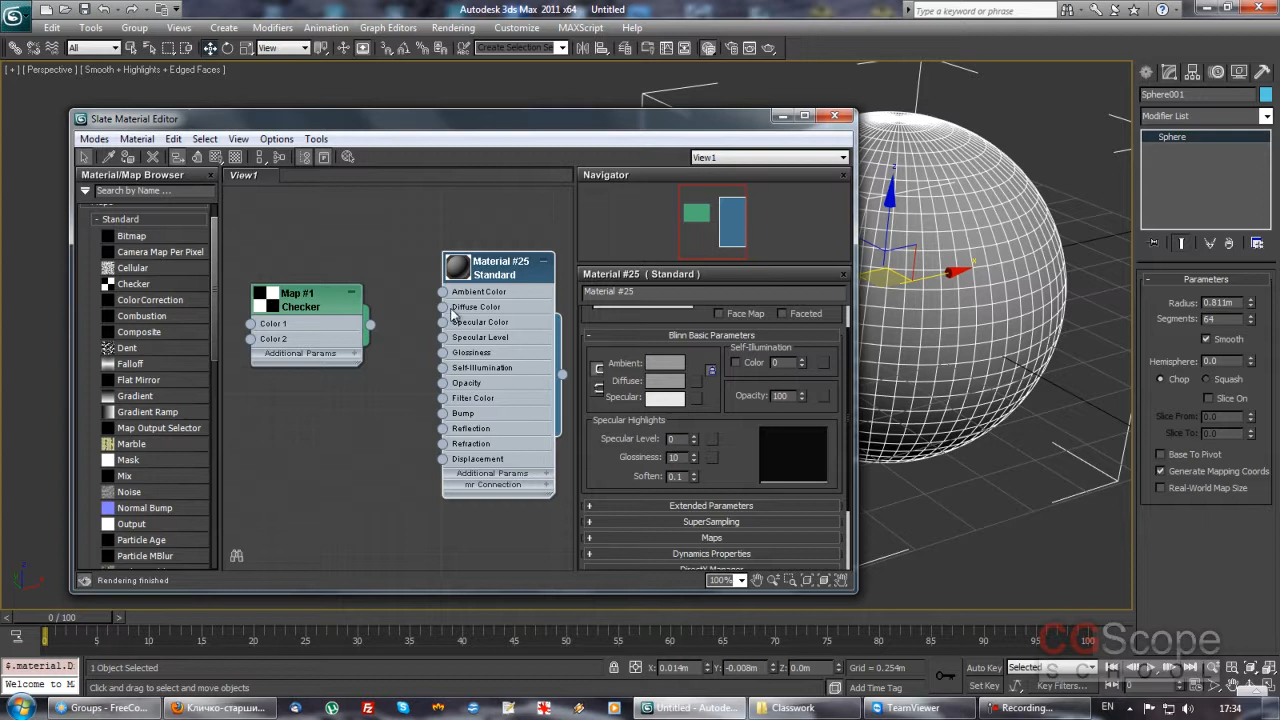 Autodesk 3ds Max 2011 x64    Untitled
Type a keyword or phrase
Edit Tools Group Views Create Modifiers Animation Graph Editors Rendering Customize MAXScript Help
All View Create Selection Se
[ + ] [ Perspective ] [ Smooth + Highlights + Edged Faces ]
Slate Material Editor
Modes Material Edit Select View Options Tools
View1
Material/Map Browser
Search by Name ...
Maps
- Standard
Bitmap
Camera Map Per Pixel
Cellular
Checker
ColorCorrection
Combustion
Composite
Dent
Falloff
Flat Mirror
Gradient
Gradient Ramp
Map Output Selector
Marble
Mask
Mix
Noise
Normal Bump
Output
Particle Age
Particle MBlur
View1
Map #1
Checker
Color 1
Color 2
Additional Params +
Material #25
Standard
Ambient Color
Diffuse Color
Specular Color
Specular Level
Glossiness
Self-Illumination
Opacity
Filter Color
Bump
Reflection
Refraction
Displacement
Additional Params +
mr Connection +
Navigator
Material #25 ( Standard )
Material #25
Face Map Faceted
- Blinn Basic Parameters
Self-Illumination
Ambient: Color 0
Diffuse:
Specular: Opacity: 100
Specular Highlights
Specular Level: 0
Glossiness: 10
Soften: 0.1
+ Extended Parameters
+ SuperSampling
+ Maps
+ Dynamics Properties
+ DirectX Manager
Rendering finished
100%
Sphere001
Modifier List
Sphere
- Parameters
Radius: 0.811m
Segments: 64
Smooth
Hemisphere: 0.0
Chop Squash
Slice On
Slice From: 0.0
Slice To: 0.0
Base To Pivot
Generate Mapping Coords
Real-World Map Size
z
x
z
x
< 0 / 100 >
0 5 10 15 20 25 30 35 40 45 50 55 60 65 70 75 80 85 90 95 100
CGScope
SCHOOL
$.material.D
Welcome to M
1 Object Selected
X: 0.014m Y: -0.008m Z: 0.0m Grid = 0.254m
Auto Key Selected
Click and drag to select and move objects
Add Time Tag
Set Key Key Filters... 0
Groups - FreeCo...
Кличко-старши...
Untitled - Autode...
Classwork
TeamViewer
Recording...
EN 17:34